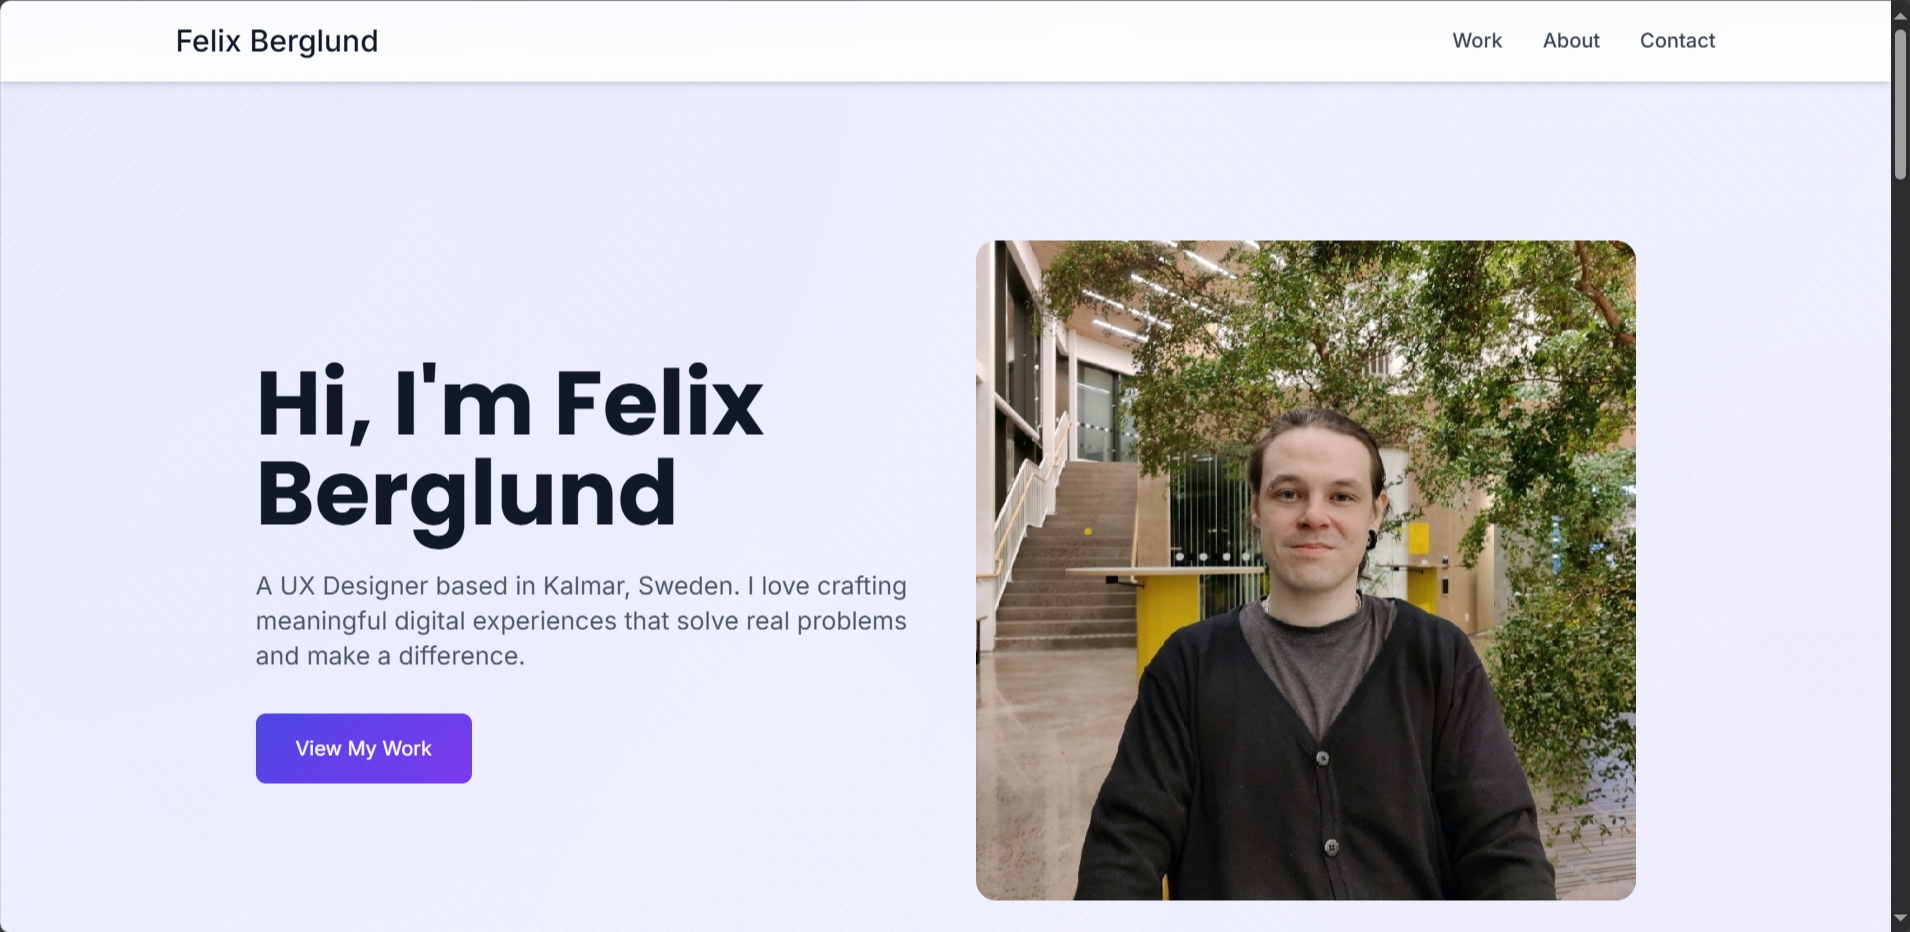 Felix Berglund
Work About Contact
Hi, I'm Felix
Berglund
A UX Designer based in Kalmar, Sweden. I love crafting
meaningful digital experiences that solve real problems
and make a difference.
View My Work